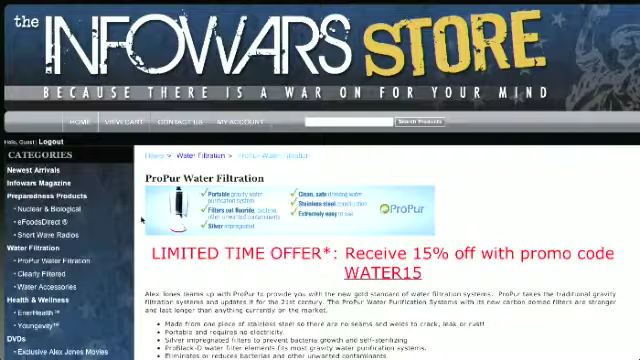 the INFOWARS STORE
BECAUSE THERE IS A WAR ON FOR YOUR MIND
HOME VIEW CART CONTACT US MY ACCOUNT Search Products
Hello, Guest! Logout
CATEGORIES
Newest Arrivals
Infowars Magazine
Preparedness Products
Nuclear & Biological
eFoodsDirect ®
Short Wave Radios
Water Filtration
ProPur Water Filtration
Clearly Filtered
Water Accessories
Health & Wellness
EnerHealth™
Youngevity™
DVDs
Exclusive Alex Jones Movies
Home > Water Filtration > ProPur Water Filtration
ProPur Water Filtration
Portable gravity water purification system
Filters out fluoride, bacteria other unwanted contaminants
Silver impregnated
Clean, safe drinking water
Stainless steel construction
Extremely easy to use
ProPur
LIMITED TIME OFFER*: Receive 15% off with promo code
WATER15
Alex Jones teams up with ProPur to provide you with the new gold standard of water filtration systems. ProPur takes the traditional gravity
filtration systems and updates it for the 21st century. The ProPur Water Purification Systems with its new carbon domed filters are stronger
and last longer than anything currently on the market.
Made from one piece of stainless steel so there are no seams and welds to crack, leak or rust!
Portable and requires no electricity.
Silver impregnated filters to prevent bacteria growth and self-sterilizing
ProBlack-D water filter elements fits most gravity water purification systems.
Eliminates or reduces bacteria and other unwanted contaminants